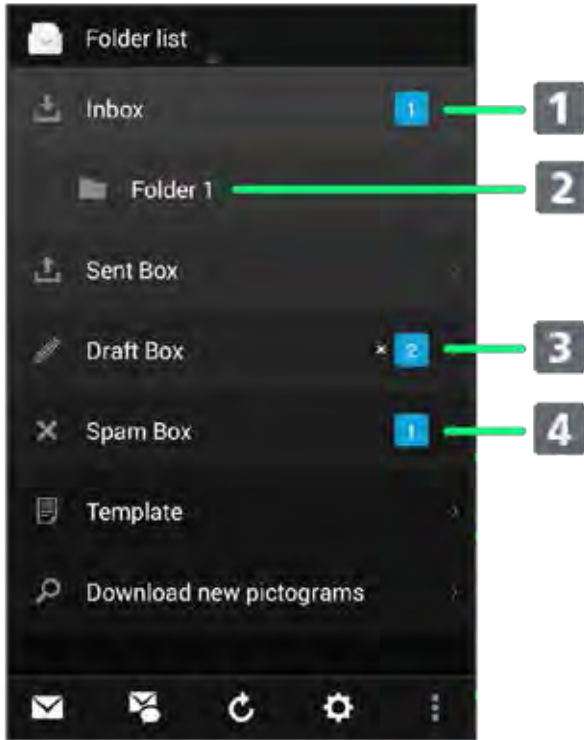 Folder list
Inbox 1 1
Folder 1 2
Sent Box
Draft Box × 2 3
Spam Box 1 4
Template
Download new pictograms